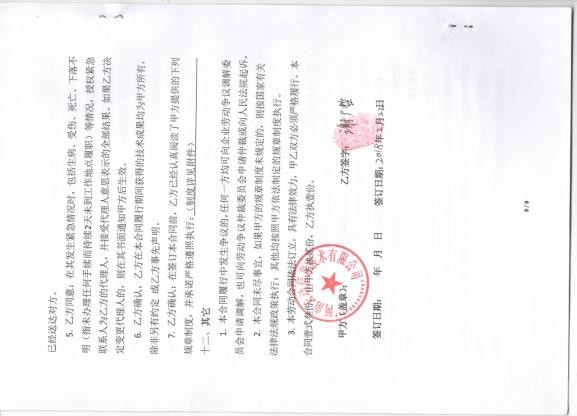 已经送达对方。
5. 乙方同意：在其发生紧急情况时，包括生病、受伤、死亡、下落不
明（指未办理任何手续而持续2天未到工作地点履职）等情况，授权紧急
联系人为乙方的代理人，并接受代理人意思表示的全部结果。如果乙方决
定变更代理人的，则在其书面通知甲方后生效。
6. 乙方确认，乙方在本合同履行期间获得的技术成果均为甲方所有，
除非另有约定 或乙方事先声明。
7. 乙方确认：在签订本合同前，乙方已经认真阅读了甲方提供的下列
规章制度，并承诺严格遵照执行：（制度详见附件）
十二、其它
1. 本合同履行中发生争议的，任何一方均可向企业劳动争议调解委
员会申请调解，也可向劳动争议仲裁委员会申请仲裁或向人民法院起诉。
2. 本合同未尽事宜，如果甲方的规章制度未规定的，则按国家有关
法律法规政策执行；其他均按照甲方依法制定的规章制度执行。
3. 本劳动合同依法订立，具有法律效力，甲乙双方必须严格履行。本
合同壹式叁份，由甲方执贰份，乙方执壹份。
甲方（盖章）： 乙方签字：
技术有限公司
签订日期： 年 月 日 签订日期：2018年2月22日
8/8